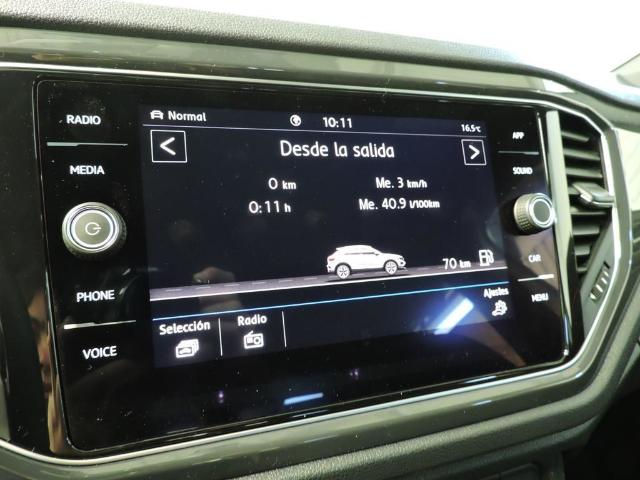 RADIO
MEDIA
PHONE
VOICE
Normal 10:11 16.5°C
Desde la salida
0 km Me. 3 km/h
0:11 h Me. 40.9 l/100km
70 km
Selección Radio Ajustes
APP
SOUND
CAR
MENU